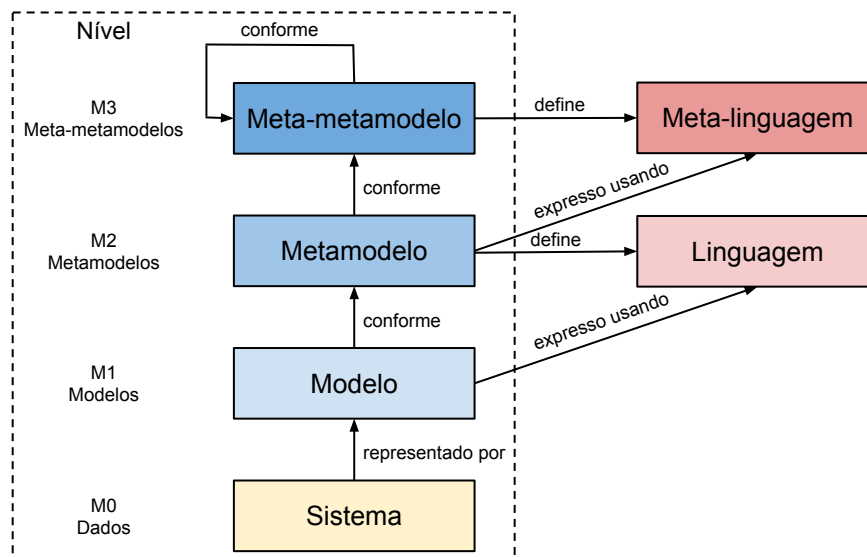 Nível
conforme
M3
Meta-metamodelos
Meta-metamodelo
define
Meta-linguagem
conforme
expresso usando
M2
Metamodelos
Metamodelo
define
Linguagem
conforme
expresso usando
M1
Modelos
Modelo
representado por
M0
Dados
Sistema